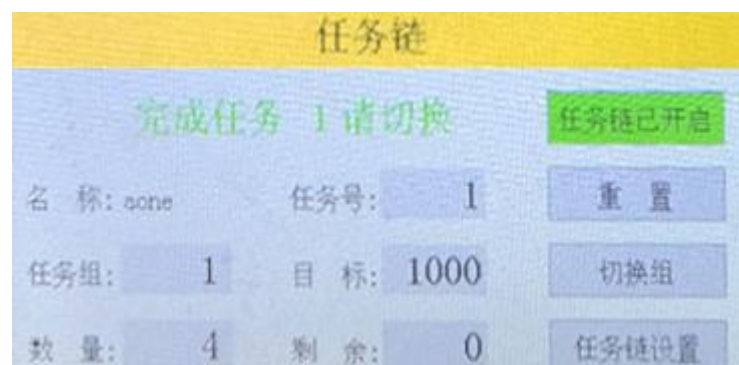 任务链
完成任务 1 请切换 任务链已开启
名 称: aone 任务号: 1 重 置
任务组: 1 目 标: 1000 切换组
数 量: 4 剩 余: 0 任务链设置